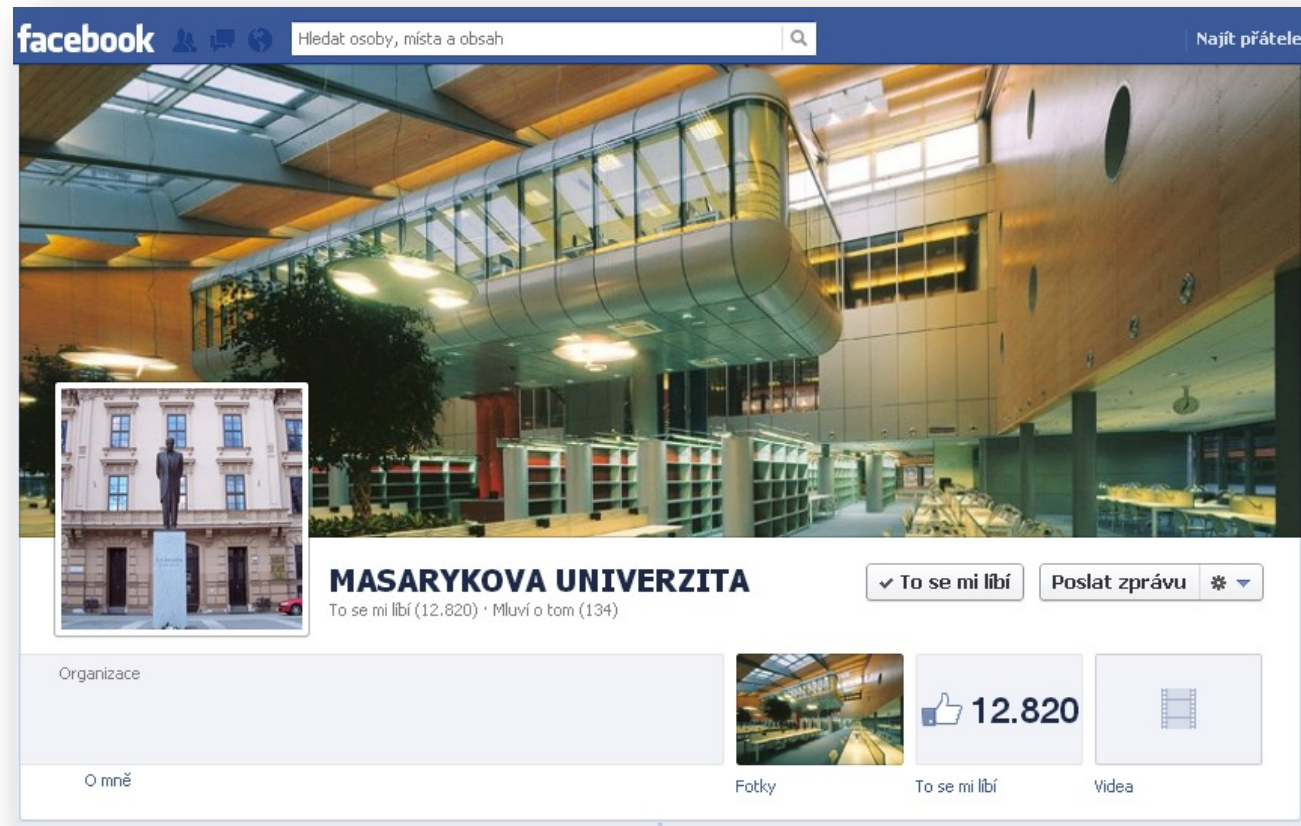 facebook
Hledat osoby, místa a obsah
Najít přátele
MASARYKOVA UNIVERZITA
✓ To se mi líbí
Poslat zprávu
To se mi líbí (12.820) · Mluví o tom (134)
Organizace
12.820
O mně
Fotky
To se mi líbí
Videa